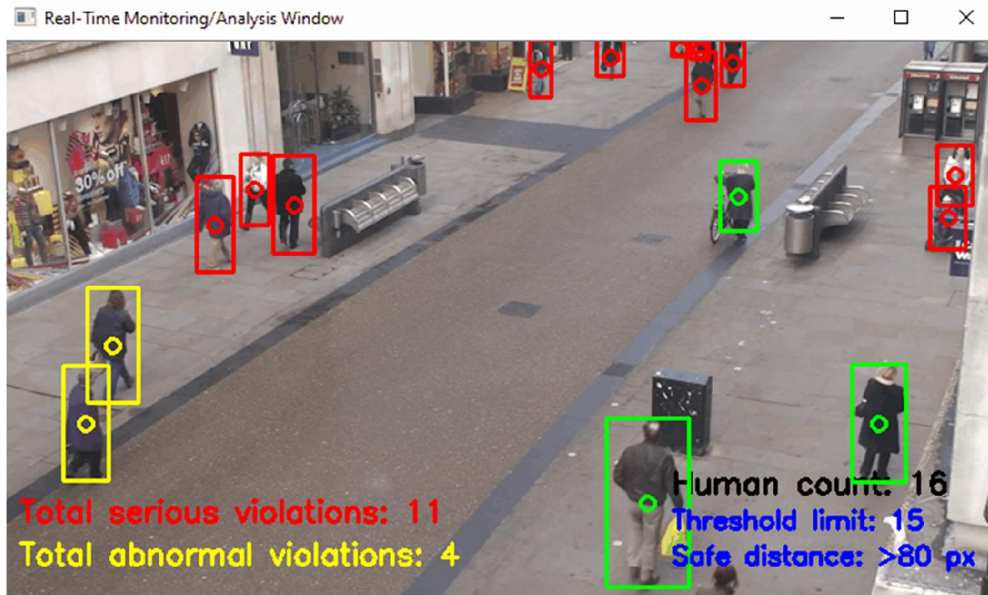 Real-Time Monitoring/Analysis Window
30% off
Total serious violations: 11
Total abnormal violations: 4
Human count: 16
Threshold limit: 15
Safe distance: >80 px